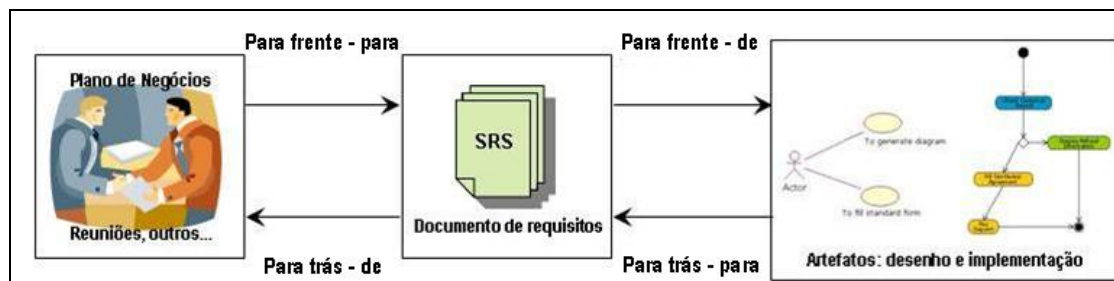 Para frente - para
Para frente - de
Plano de Negócios
SRS
To generate diagram
Actor
To fill standard form
Reuniões, outros...
Documento de requisitos
Para trás - de
Para trás - para
Artefatos: desenho e implementação